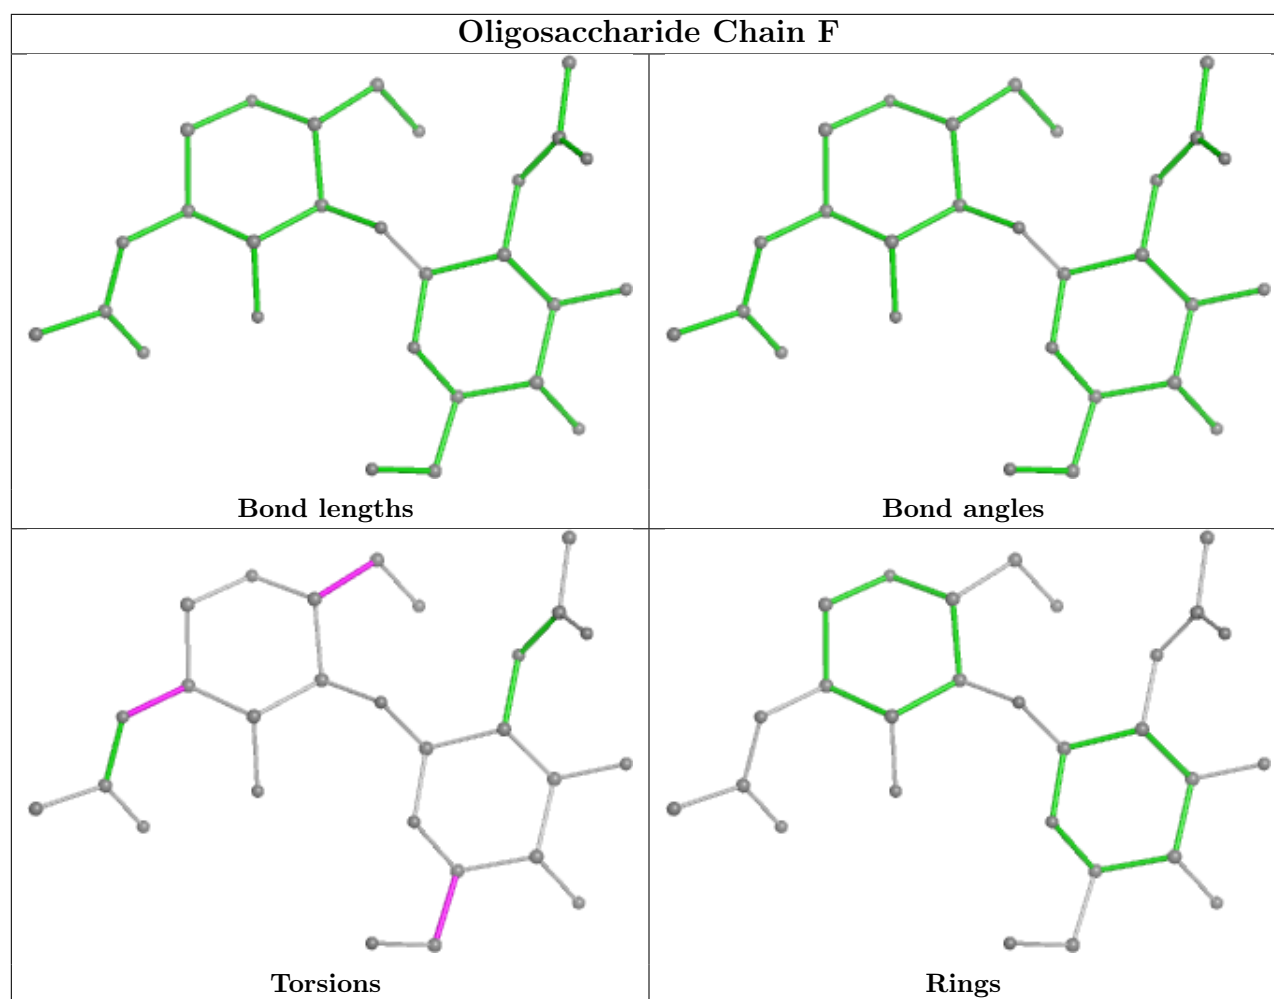 Oligosaccharide Chain F
Bond lengths
Bond angles
Torsions
Rings